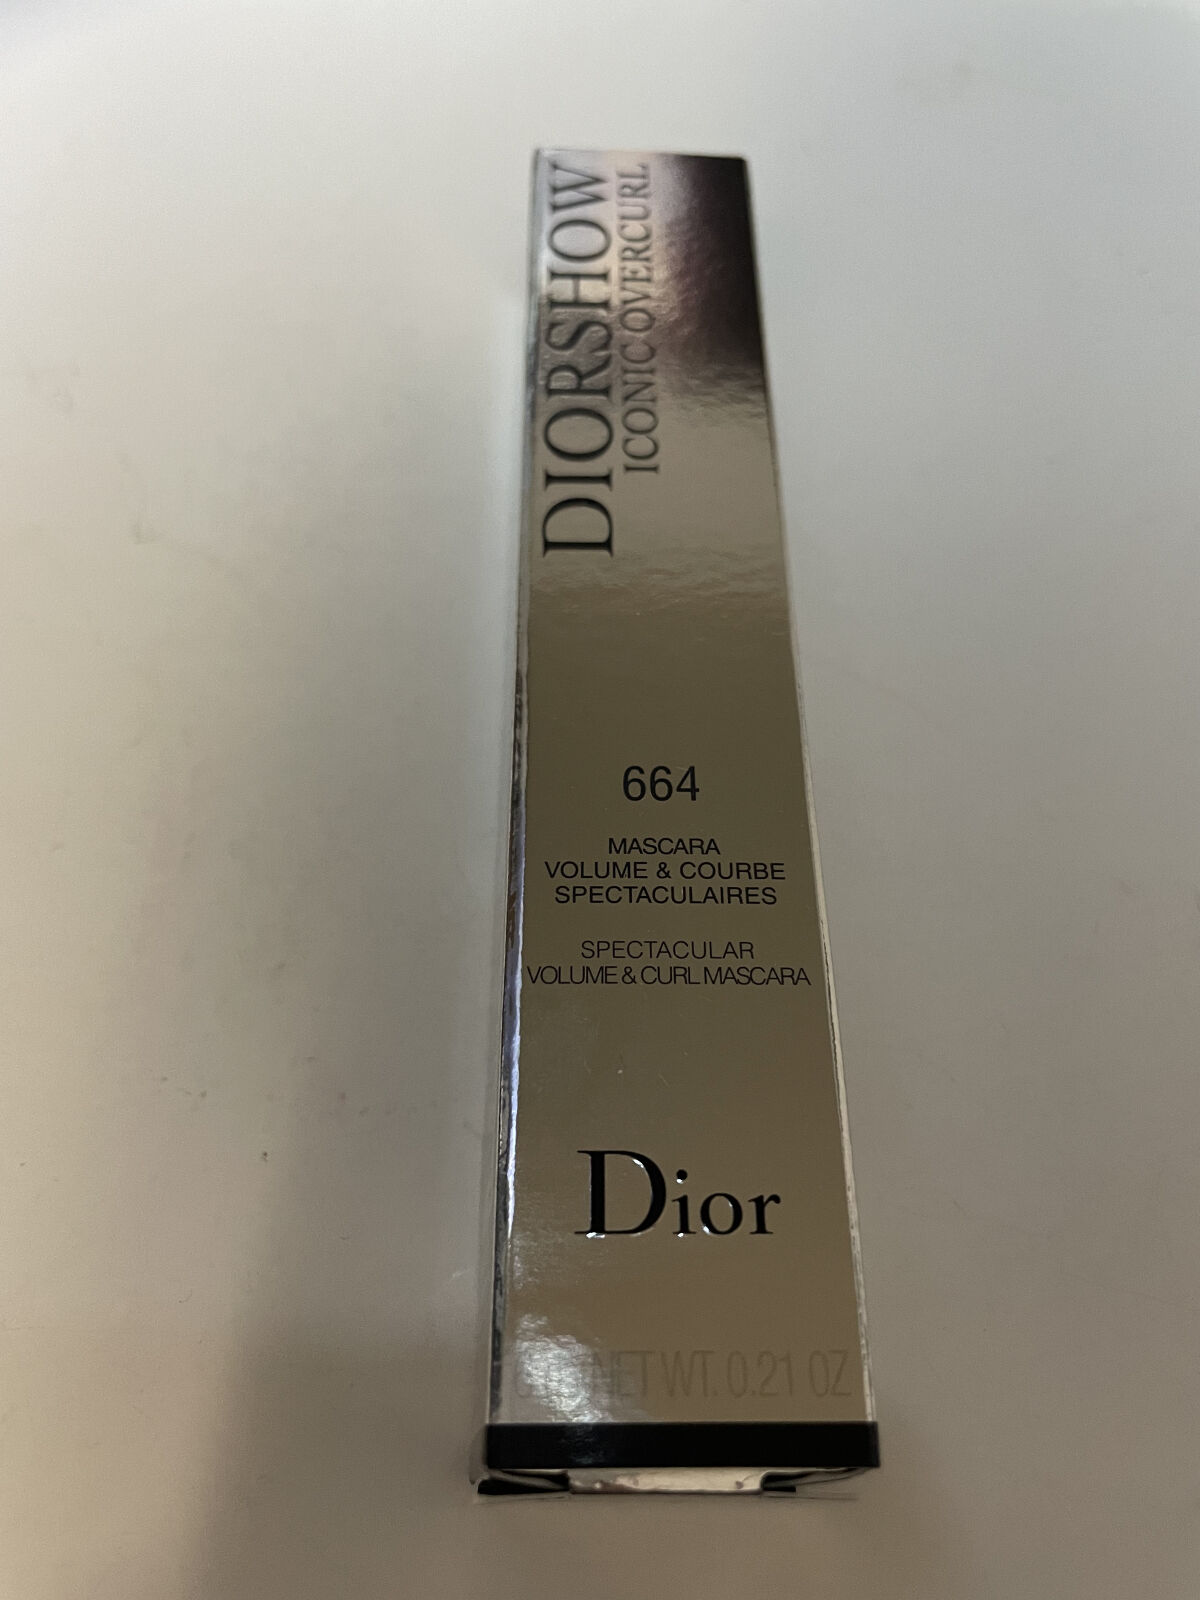 DIORSHOW
ICONIC OVERCURL
664
MASCARA
VOLUME & COURBE
SPECTACULAIRES
SPECTACULAR
VOLUME & CURL MASCARA
Dior
NET WT. 0.21 OZ